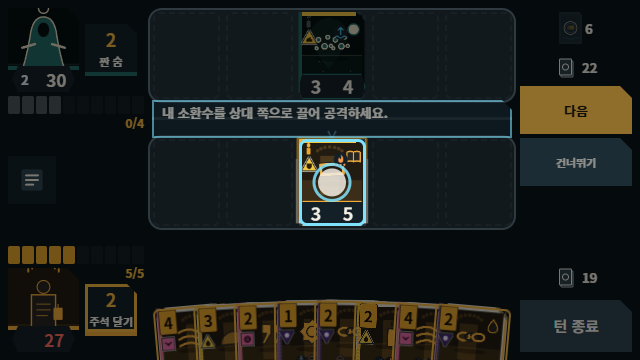 2
짠 숨
2 30
0/4
3 4
6
22
내 소환수를 상대 쪽으로 끌어 공격하세요.
다음
건너뛰기
3 5
5/5
2
주석 달기
27
19
턴 종료
4 3 2 1 2 2 4 2